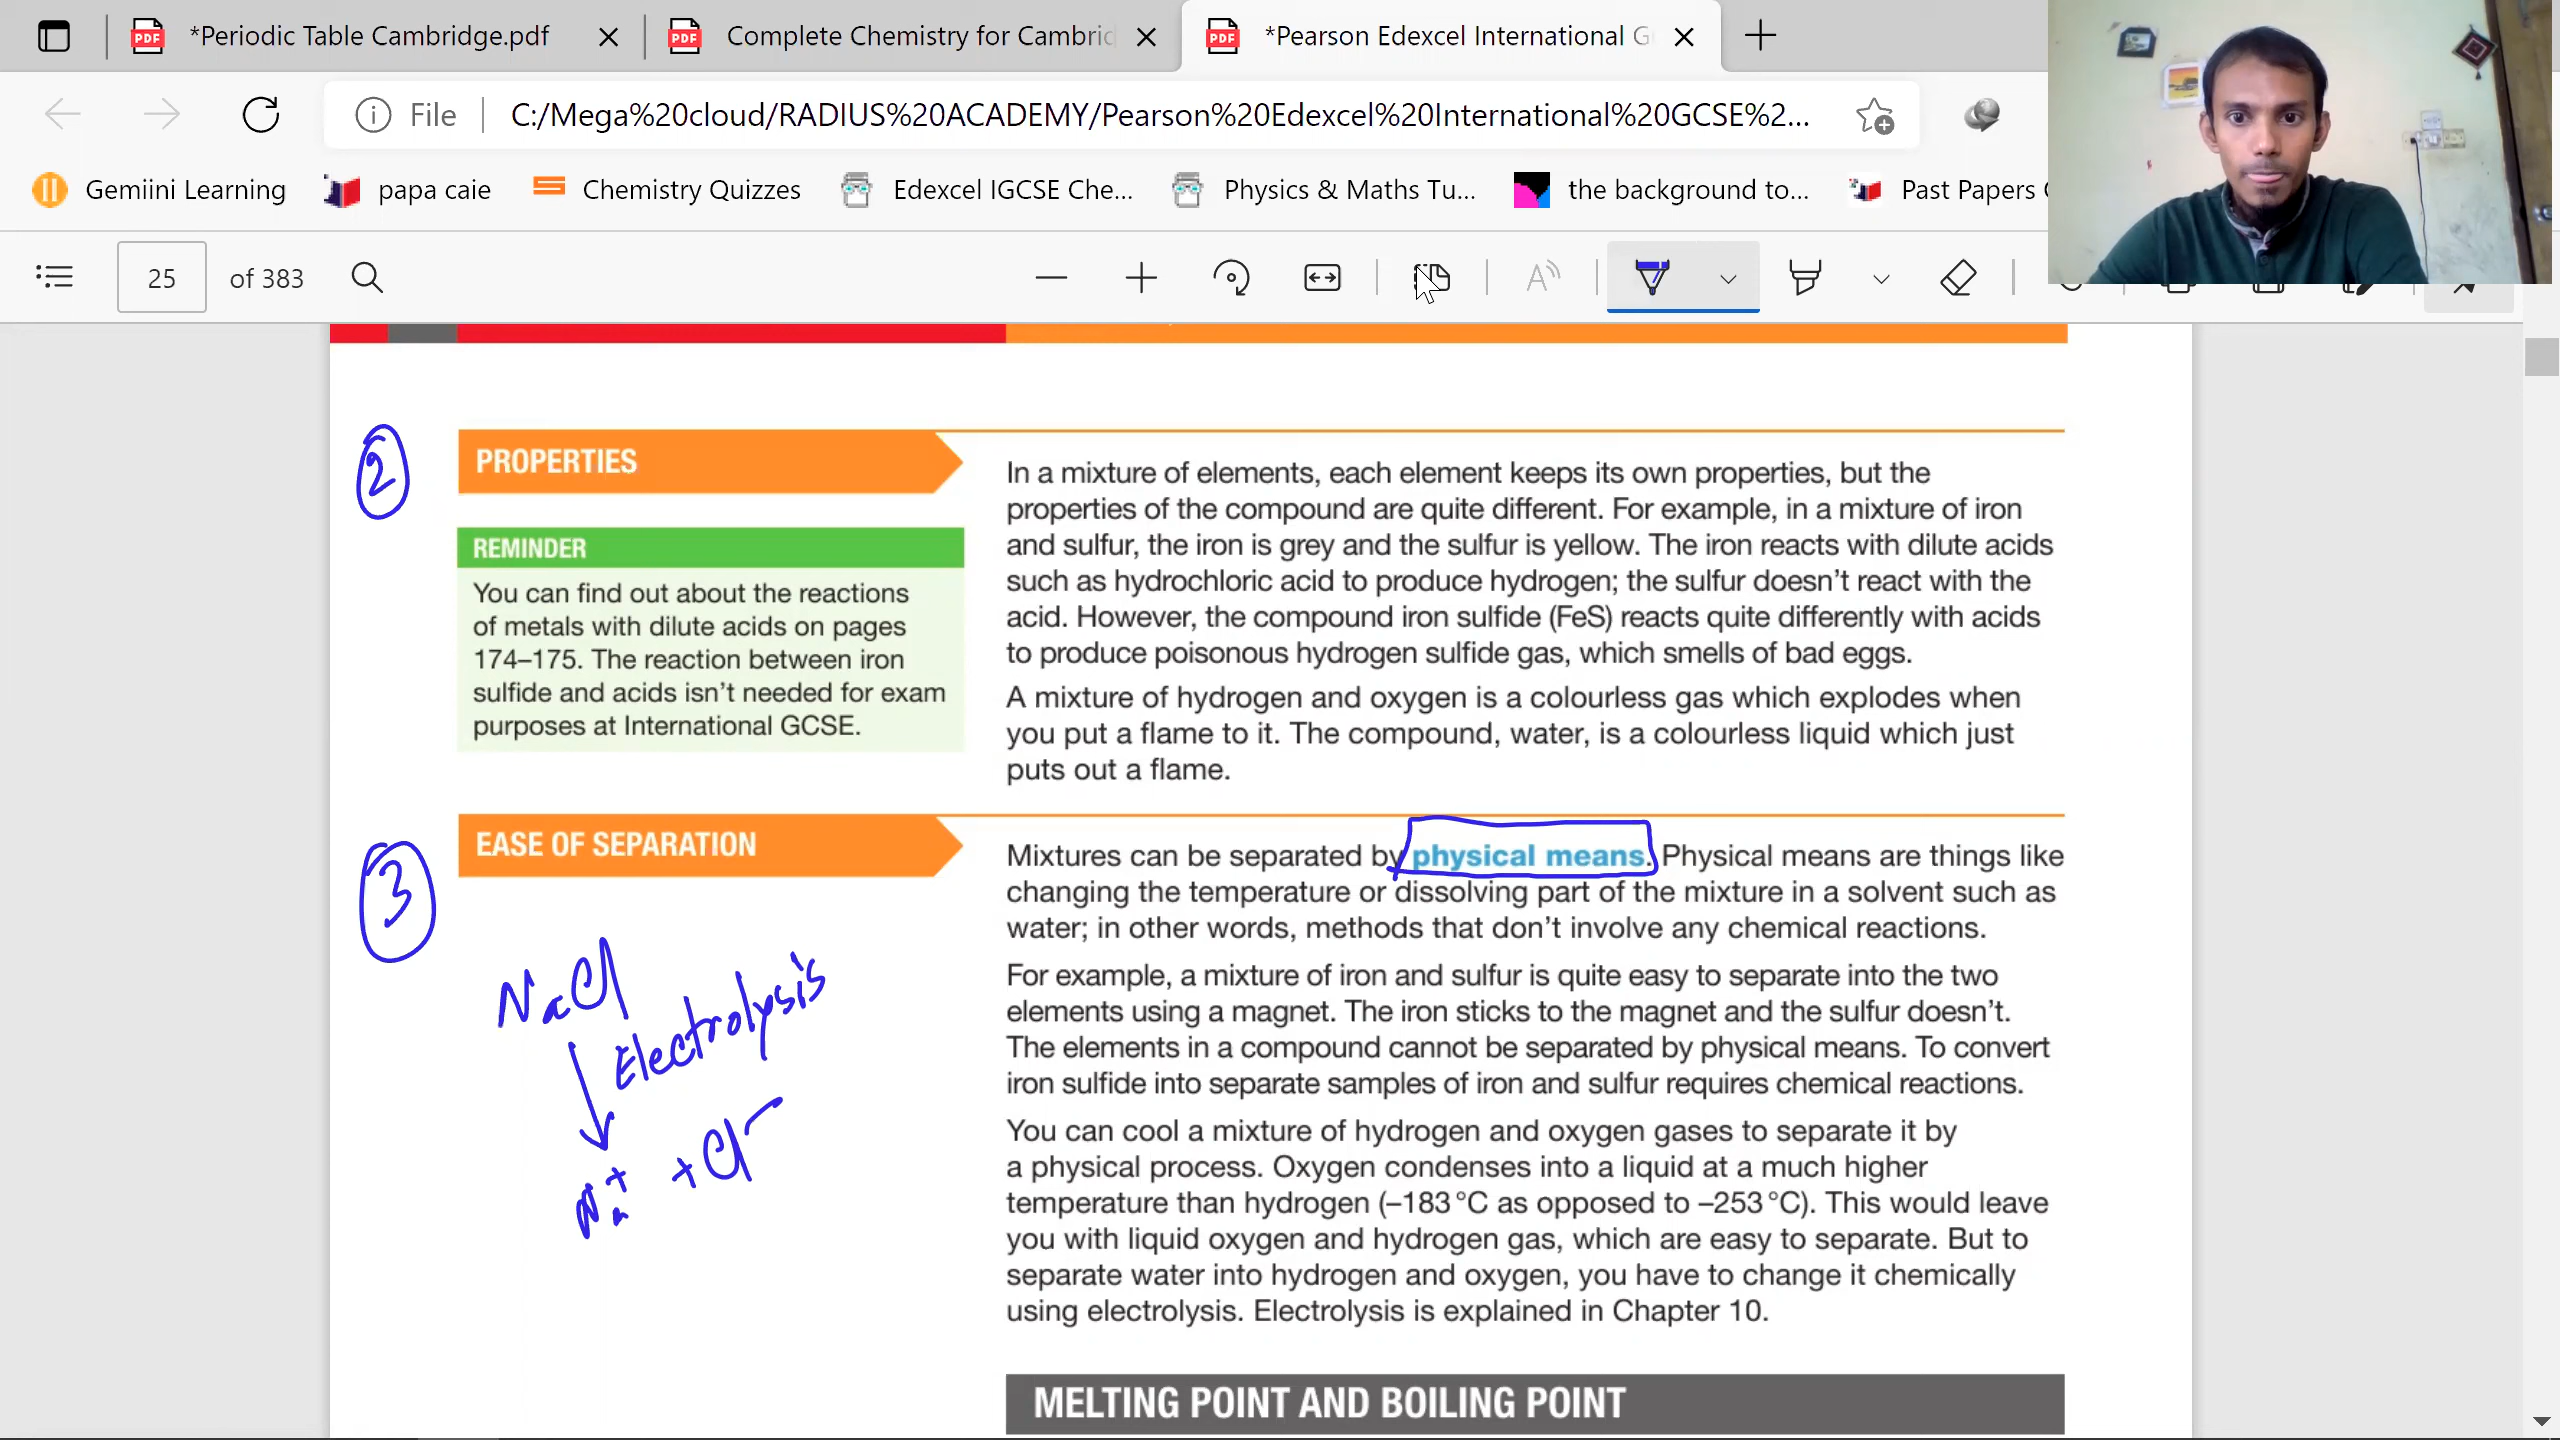 *Periodic Table Cambridge.pdf
Complete Chemistry for Cambrid
*Pearson Edexcel International G
File
C:/Mega%20cloud/RADIUS%20ACADEMY/Pearson%20Edexcel%20International%20GCSE%2...
Gemiini Learning
papa caie
Chemistry Quizzes
Edexcel IGCSE Che...
Physics & Maths Tu...
the background to...
Past Papers
25 of 383
2
PROPERTIES
In a mixture of elements, each element keeps its own properties, but the
properties of the compound are quite different. For example, in a mixture of iron
and sulfur, the iron is grey and the sulfur is yellow. The iron reacts with dilute acids
such as hydrochloric acid to produce hydrogen; the sulfur doesn't react with the
acid. However, the compound iron sulfide (FeS) reacts quite differently with acids
to produce poisonous hydrogen sulfide gas, which smells of bad eggs.
A mixture of hydrogen and oxygen is a colourless gas which explodes when
you put a flame to it. The compound, water, is a colourless liquid which just
puts out a flame.
REMINDER
You can find out about the reactions
of metals with dilute acids on pages
174–175. The reaction between iron
sulfide and acids isn't needed for exam
purposes at International GCSE.
3
EASE OF SEPARATION
Mixtures can be separated by physical means. Physical means are things like
changing the temperature or dissolving part of the mixture in a solvent such as
water; in other words, methods that don't involve any chemical reactions.
For example, a mixture of iron and sulfur is quite easy to separate into the two
elements using a magnet. The iron sticks to the magnet and the sulfur doesn't.
The elements in a compound cannot be separated by physical means. To convert
iron sulfide into separate samples of iron and sulfur requires chemical reactions.
You can cool a mixture of hydrogen and oxygen gases to separate it by
a physical process. Oxygen condenses into a liquid at a much higher
temperature than hydrogen (–183 °C as opposed to –253 °C). This would leave
you with liquid oxygen and hydrogen gas, which are easy to separate. But to
separate water into hydrogen and oxygen, you have to change it chemically
using electrolysis. Electrolysis is explained in Chapter 10.
NaCl
Electrolysis
Na+ + Cl-
MELTING POINT AND BOILING POINT